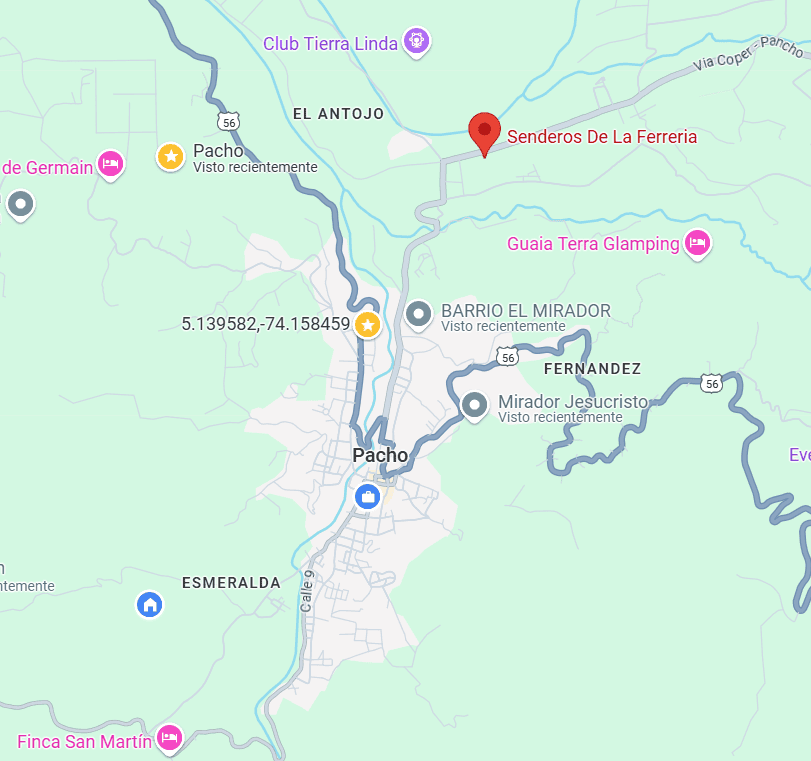 Club Tierra Linda
Via Coper - Pancho
56
EL ANTOJO
Senderos De La Ferreria
Pacho
Visto recientemente
de Germain
Guaia Terra Glamping
5.139582,-74.158459
BARRIO EL MIRADOR
Visto recientemente
56
FERNANDEZ
56
Mirador Jesucristo
Visto recientemente
Pacho
Eve
n
ntemente
ESMERALDA
Calle 9
Finca San Martín